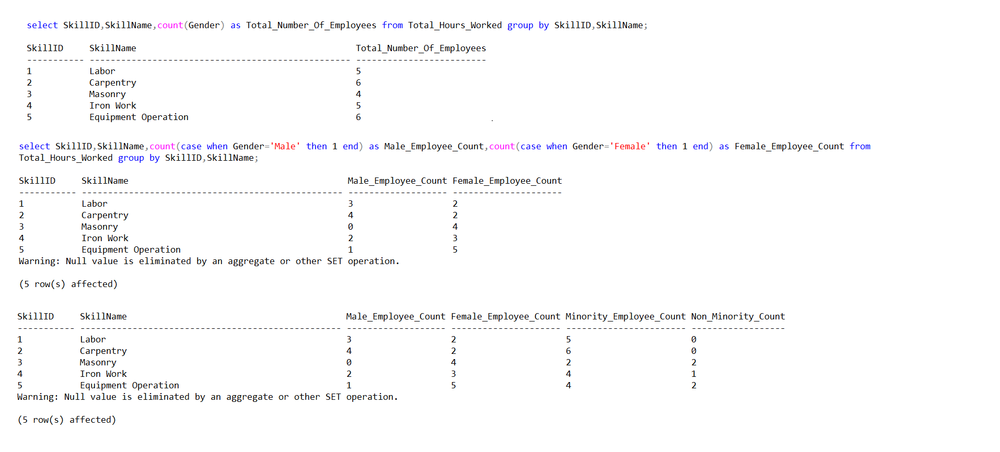 select SkillID,SkillName,count(Gender) as Total_Number_Of_Employees from Total_Hours_Worked group by SkillID,SkillName;
SkillID     SkillName                                          Total_Number_Of_Employees
----------- -------------------------------------------------- -------------------------
1           Labor                                              5
2           Carpentry                                          6
3           Masonry                                            4
4           Iron Work                                          5
5           Equipment Operation                                6
select SkillID,SkillName,count(case when Gender='Male' then 1 end) as Male_Employee_Count,count(case when Gender='Female' then 1 end) as Female_Employee_Count from
Total_Hours_Worked group by SkillID,SkillName;
SkillID     SkillName                                          Male_Employee_Count Female_Employee_Count
----------- -------------------------------------------------- ------------------- ---------------------
1           Labor                                              3                   2
2           Carpentry                                          4                   2
3           Masonry                                            0                   4
4           Iron Work                                          2                   3
5           Equipment Operation                                1                   5
Warning: Null value is eliminated by an aggregate or other SET operation.
(5 row(s) affected)
SkillID     SkillName                                          Male_Employee_Count Female_Employee_Count Minority_Employee_Count Non_Minority_Count
----------- -------------------------------------------------- ------------------- --------------------- ----------------------- ------------------
1           Labor                                              3                   2                     5                       0
2           Carpentry                                          4                   2                     6                       0
3           Masonry                                            0                   4                     2                       2
4           Iron Work                                          2                   3                     4                       1
5           Equipment Operation                                1                   5                     4                       2
Warning: Null value is eliminated by an aggregate or other SET operation.
(5 row(s) affected)